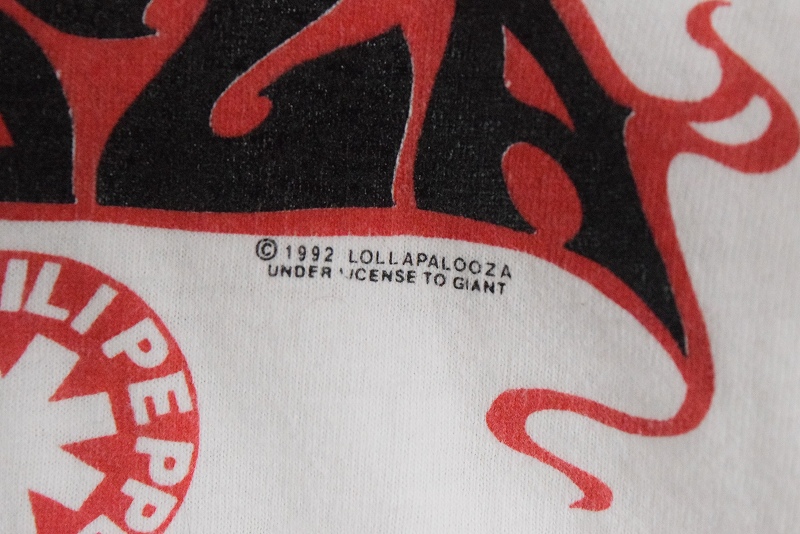 © 1992 LOLLAPALOOZA
UNDER LICENSE TO GIANT
ILI PEPP